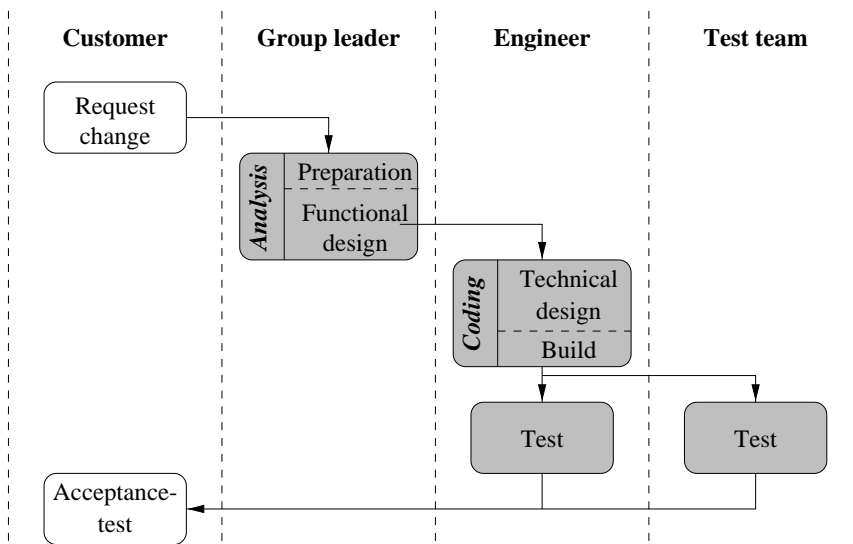 Customer
Group leader
Engineer
Test team
Request
change
Analysis
Preparation
Functional
design
Coding
Technical
design
Build
Test
Test
Acceptance-
test